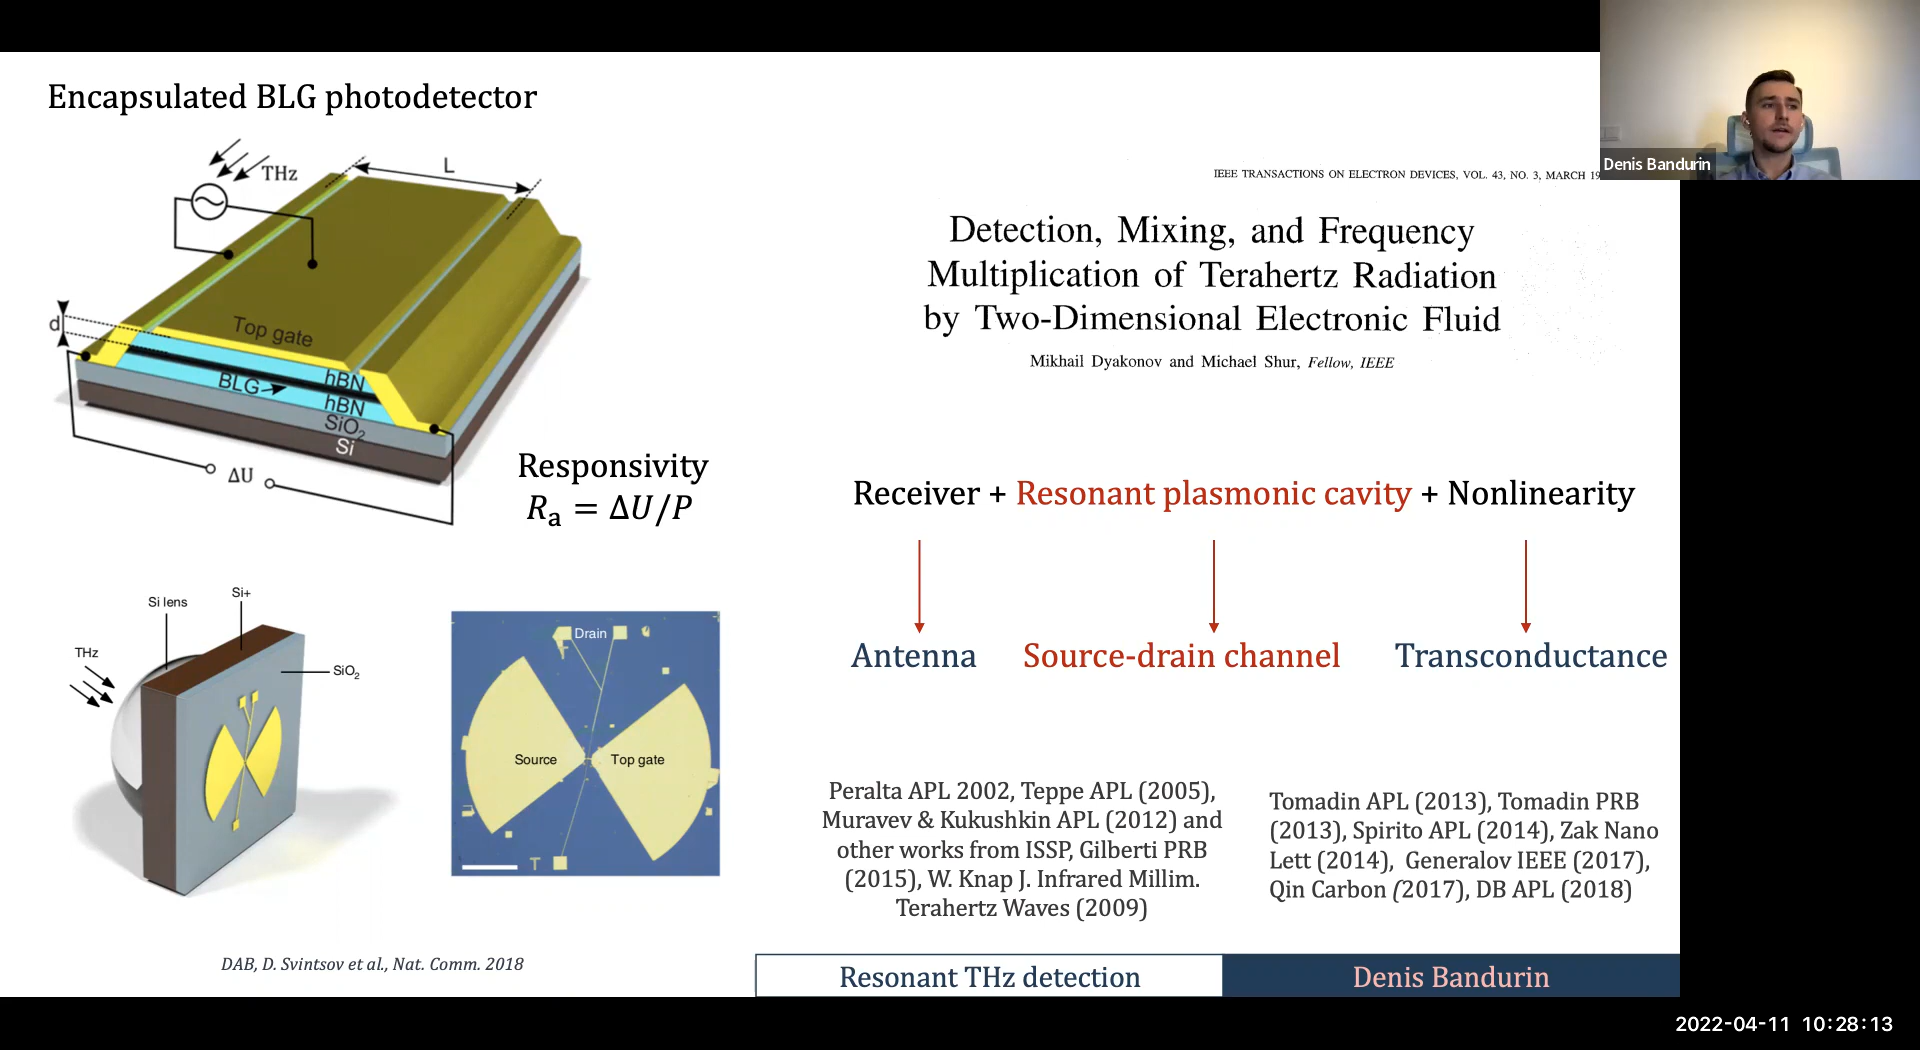 Encapsulated BLG photodetector
THz
L
d
Top gate
hBN
BLG
hBN
SiO2
Si
ΔU
Responsivity
Ra = ΔU/P
Si lens
Si+
THz
SiO2
Drain
Source
Top gate
T
DAB, D. Svintsov et al., Nat. Comm. 2018
IEEE TRANSACTIONS ON ELECTRON DEVICES, VOL. 43, NO. 3, MARCH 19
Detection, Mixing, and Frequency
Multiplication of Terahertz Radiation
by Two-Dimensional Electronic Fluid
Mikhail Dyakonov and Michael Shur, Fellow, IEEE
Receiver + Resonant plasmonic cavity + Nonlinearity
Antenna Source-drain channel Transconductance
Peralta APL 2002, Teppe APL (2005),
Muravev & Kukushkin APL (2012) and
other works from ISSP, Gilberti PRB
(2015), W. Knap J. Infrared Millim.
Terahertz Waves (2009)
Tomadin APL (2013), Tomadin PRB
(2013), Spirito APL (2014), Zak Nano
Lett (2014), Generalov IEEE (2017),
Qin Carbon (2017), DB APL (2018)
Resonant THz detection
Denis Bandurin
Denis Bandurin
2022-04-11 10:28:13